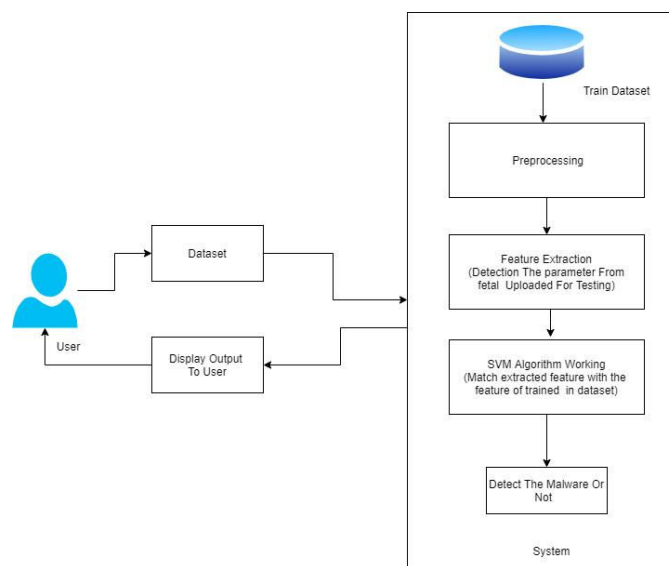 Train Dataset
Preprocessing
Dataset
Feature Extraction
(Detection The parameter From
fetal Uploaded For Testing)
User
Display Output
To User
SVM Algorithm Working
(Match extracted feature with the
feature of trained in dataset)
Detect The Malware Or
Not
System